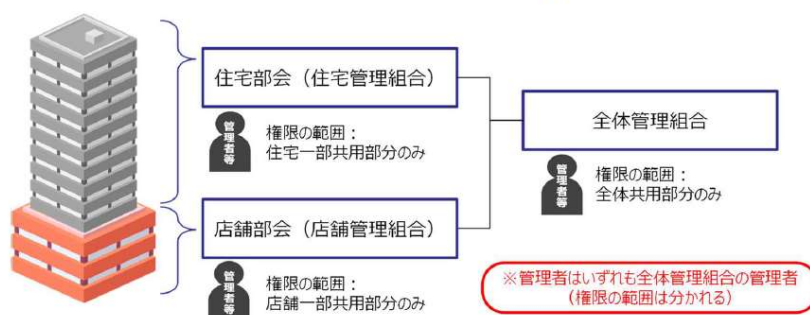 住宅部会（住宅管理組合）
管理者等
権限の範囲：
住宅一部共用部分のみ
全体管理組合
管理者等
権限の範囲：
全体共用部分のみ
店舗部会（店舗管理組合）
管理者等
権限の範囲：
店舗一部共用部分のみ
※管理者はいずれも全体管理組合の管理者
（権限の範囲は分かれる）